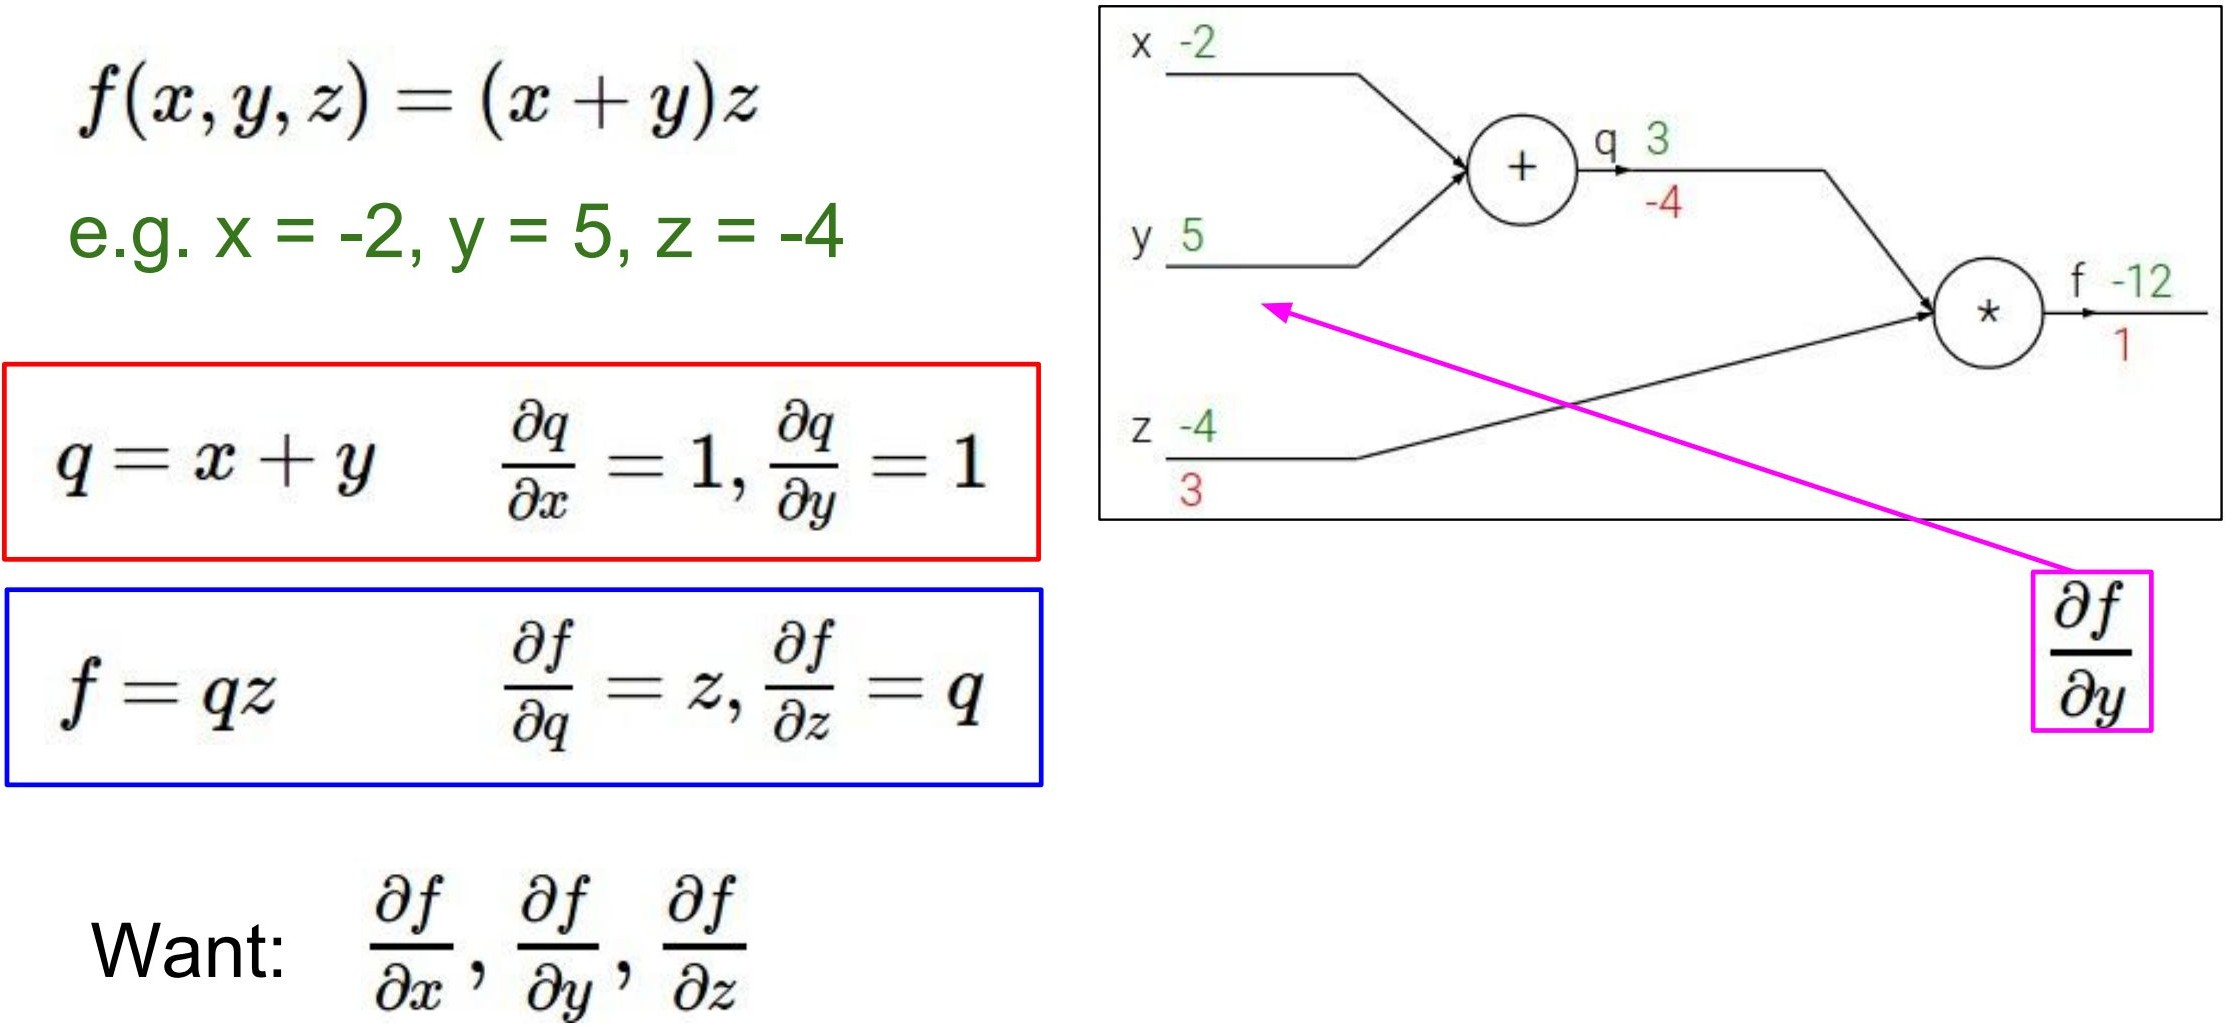 f(x, y, z) = (x + y)z
e.g. x = -2, y = 5, z = -4
q = x + y ∂q/∂x = 1, ∂q/∂y = 1
f = qz ∂f/∂q = z, ∂f/∂z = q
Want: ∂f/∂x, ∂f/∂y, ∂f/∂z
x -2
+
q 3
-4
y 5
*
f -12
1
z -4
3
∂f/∂y